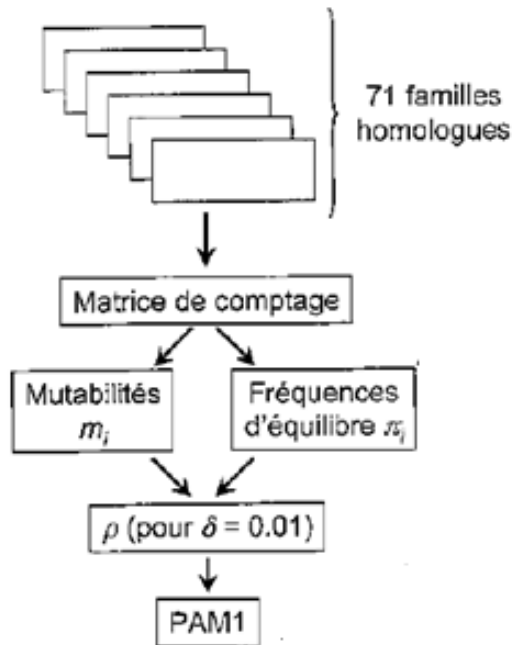 71 familles
homologues
Matrice de comptage
Mutabilités
m_i
Fréquences
d'équilibre π_i
ρ (pour δ = 0.01)
PAM1